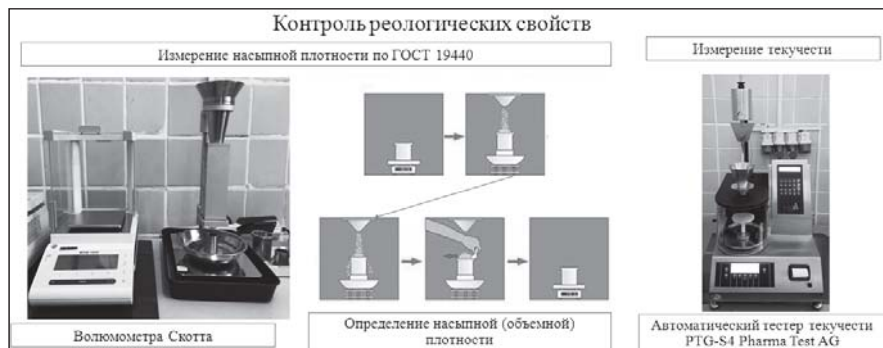 Контроль реологических свойств
Измерение насыпной плотности по ГОСТ 19440
Измерение текучести
Волюмометра Скотта
Определение насыпной (объемной)
плотности
Автоматический тестер текучести
PTG-S4 Pharma Test AG